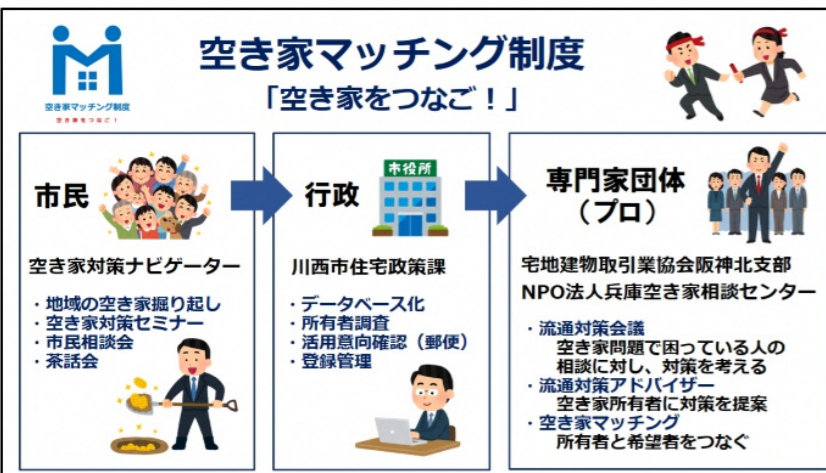 空き家マッチング制度
空き家をつなご！
空き家マッチング制度
「空き家をつなご！」
市民
空き家対策ナビゲーター
・地域の空き家掘り起し
・空き家対策セミナー
・市民相談会
・茶話会
行政
市役所
川西市住宅政策課
・データベース化
・所有者調査
・活用意向確認（郵便）
・登録管理
専門家団体
（プロ）
宅地建物取引業協会阪神北支部
NPO法人兵庫空き家相談センター
・流通対策会議
空き家問題で困っている人の
相談に対し、対策を考える
・流通対策アドバイザー
空き家所有者に対策を提案
・空き家マッチング
所有者と希望者をつなぐ